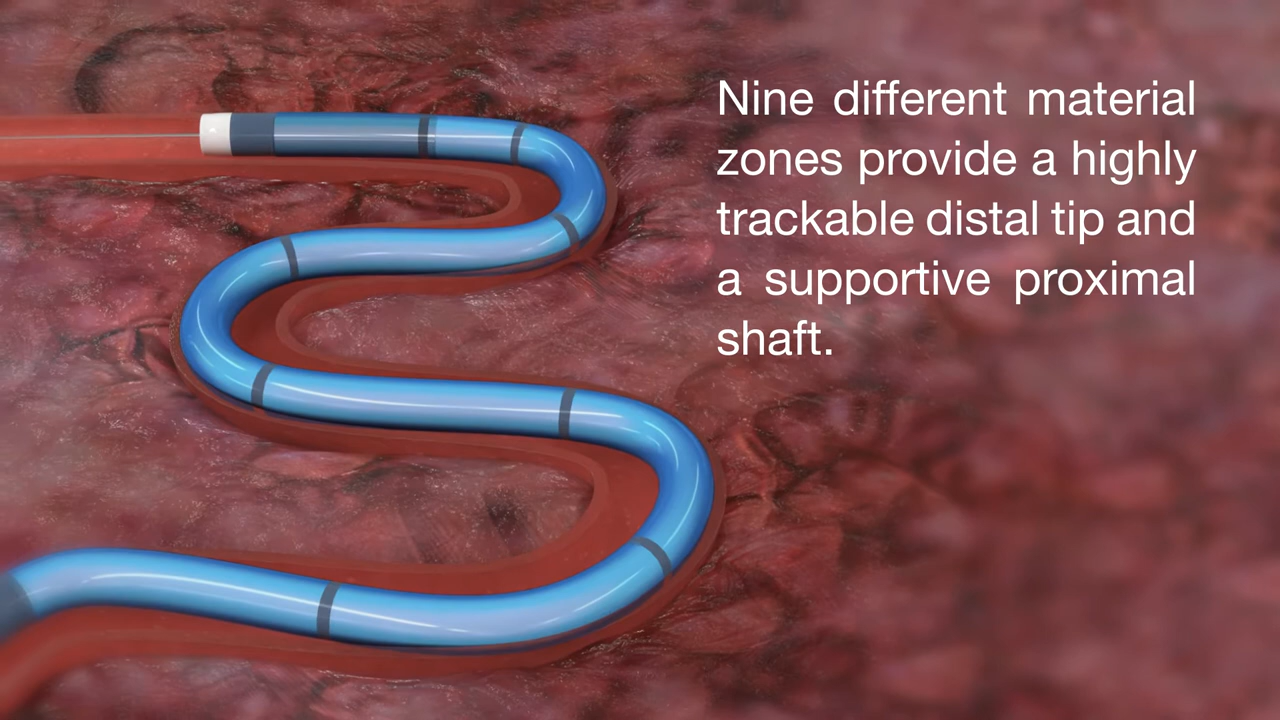 Nine different material
zones provide a highly
trackable distal tip and
a supportive proximal
shaft.